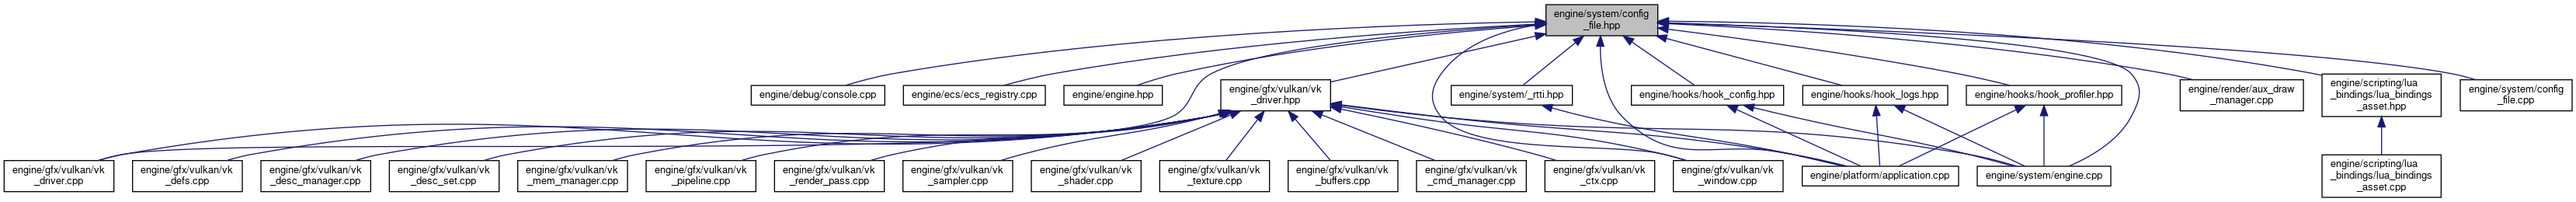 engine/system/config
_file.hpp
engine/debug/console.cpp
engine/ecs/ecs_registry.cpp
engine/engine.hpp
engine/gfx/vulkan/vk
_driver.hpp
engine/system/_rtti.hpp
engine/hooks/hook_config.hpp
engine/hooks/hook_logs.hpp
engine/hooks/hook_profiler.hpp
engine/render/aux_draw
_manager.cpp
engine/scripting/lua
_bindings/lua_bindings
_asset.hpp
engine/system/config
_file.cpp
engine/gfx/vulkan/vk
_driver.cpp
engine/gfx/vulkan/vk
_defs.cpp
engine/gfx/vulkan/vk
_desc_manager.cpp
engine/gfx/vulkan/vk
_desc_set.cpp
engine/gfx/vulkan/vk
_mem_manager.cpp
engine/gfx/vulkan/vk
_pipeline.cpp
engine/gfx/vulkan/vk
_render_pass.cpp
engine/gfx/vulkan/vk
_sampler.cpp
engine/gfx/vulkan/vk
_shader.cpp
engine/gfx/vulkan/vk
_texture.cpp
engine/gfx/vulkan/vk
_buffers.cpp
engine/gfx/vulkan/vk
_cmd_manager.cpp
engine/gfx/vulkan/vk
_ctx.cpp
engine/gfx/vulkan/vk
_window.cpp
engine/platform/application.cpp
engine/system/engine.cpp
engine/scripting/lua
_bindings/lua_bindings
_asset.cpp